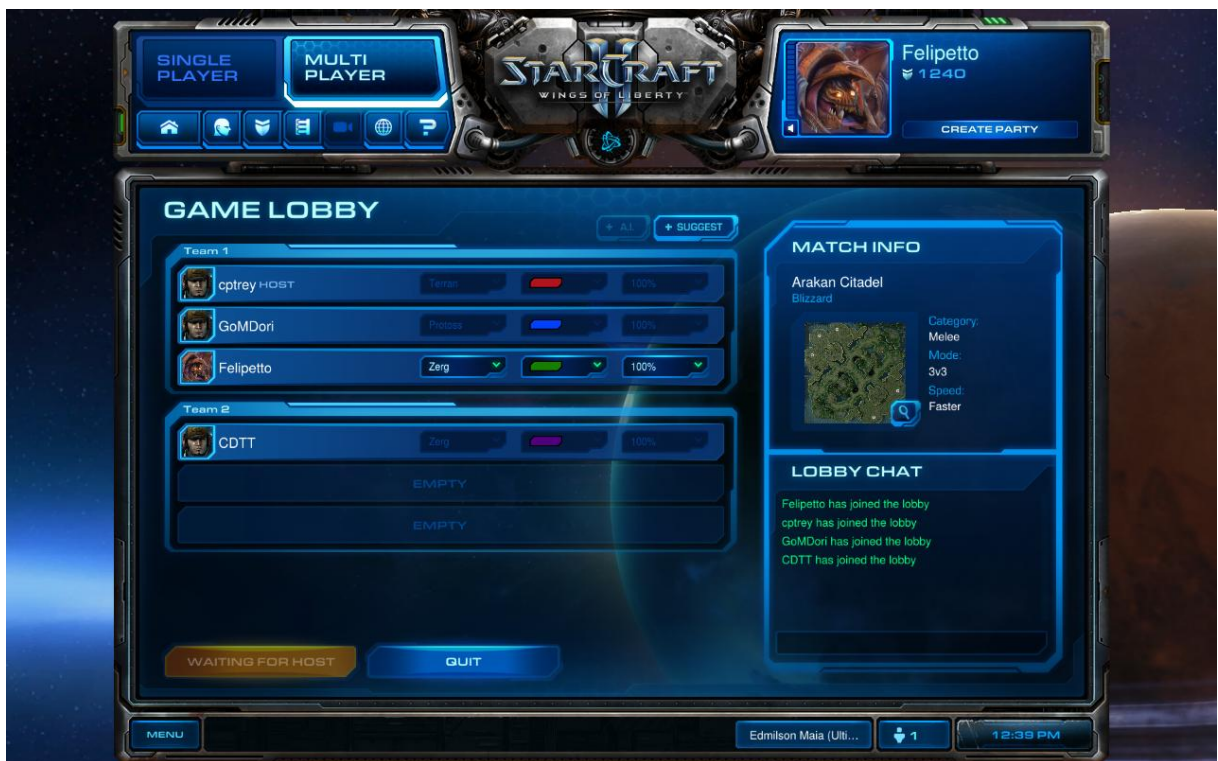 SINGLE
PLAYER
MULTI
PLAYER
STARCRAFT
II
WINGS OF LIBERTY
Felipetto
1240
CREATE PARTY
GAME LOBBY
+ A.I.
+ SUGGEST
Team 1
cptrey HOST
Terran
100%
GoMDori
Protoss
100%
Felipetto
Zerg
100%
Team 2
CDTT
Zerg
100%
EMPTY
EMPTY
WAITING FOR HOST
QUIT
MATCH INFO
Arakan Citadel
Blizzard
Category:
Melee
Mode:
3v3
Speed:
Faster
LOBBY CHAT
Felipetto has joined the lobby
cptrey has joined the lobby
GoMDori has joined the lobby
CDTT has joined the lobby
MENU
Edmilson Maia (Ulti...
1
12:39 PM